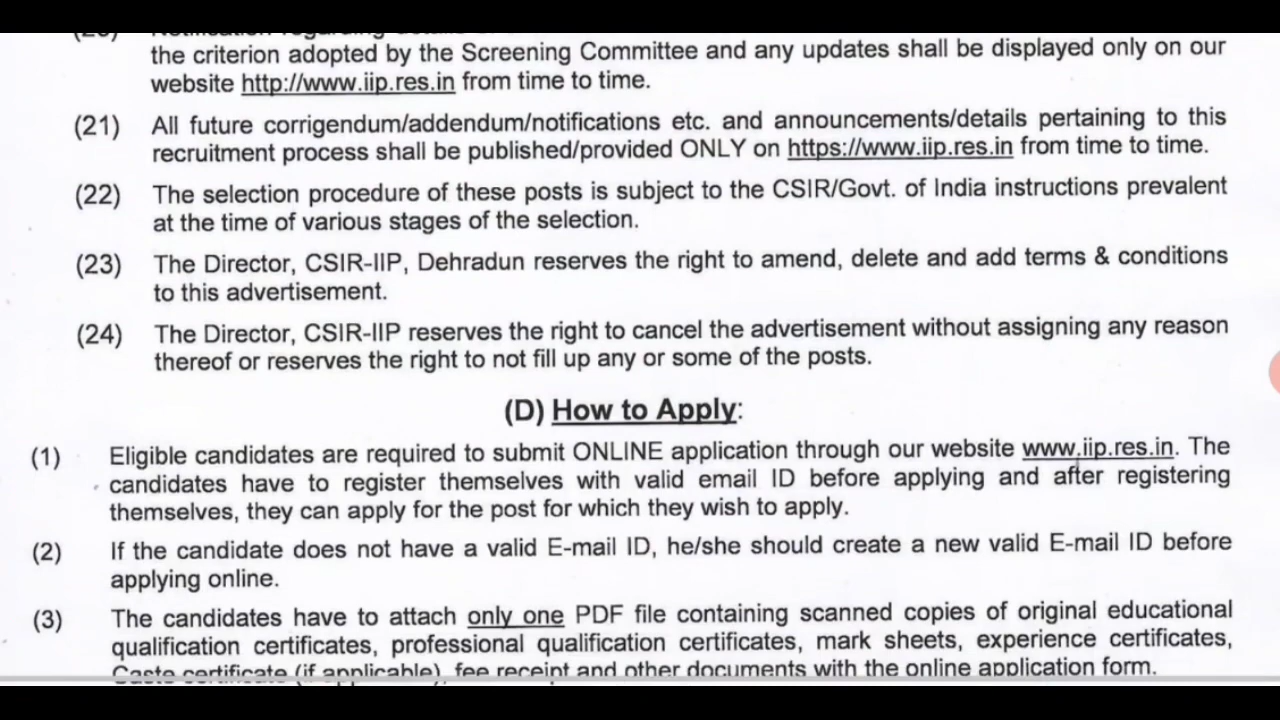 the criterion adopted by the Screening Committee and any updates shall be displayed only on our
website http://www.iip.res.in from time to time.
(21) All future corrigendum/addendum/notifications etc. and announcements/details pertaining to this
recruitment process shall be published/provided ONLY on https://www.iip.res.in from time to time.
(22) The selection procedure of these posts is subject to the CSIR/Govt. of India instructions prevalent
at the time of various stages of the selection.
(23) The Director, CSIR-IIP, Dehradun reserves the right to amend, delete and add terms & conditions
to this advertisement.
(24) The Director, CSIR-IIP reserves the right to cancel the advertisement without assigning any reason
thereof or reserves the right to not fill up any or some of the posts.
(D) How to Apply:
(1) Eligible candidates are required to submit ONLINE application through our website www.iip.res.in. The
candidates have to register themselves with valid email ID before applying and after registering
themselves, they can apply for the post for which they wish to apply.
(2) If the candidate does not have a valid E-mail ID, he/she should create a new valid E-mail ID before
applying online.
(3) The candidates have to attach only one PDF file containing scanned copies of original educational
qualification certificates, professional qualification certificates, mark sheets, experience certificates,
Caste certificate (if applicable), fee receipt and other documents with the online application form.